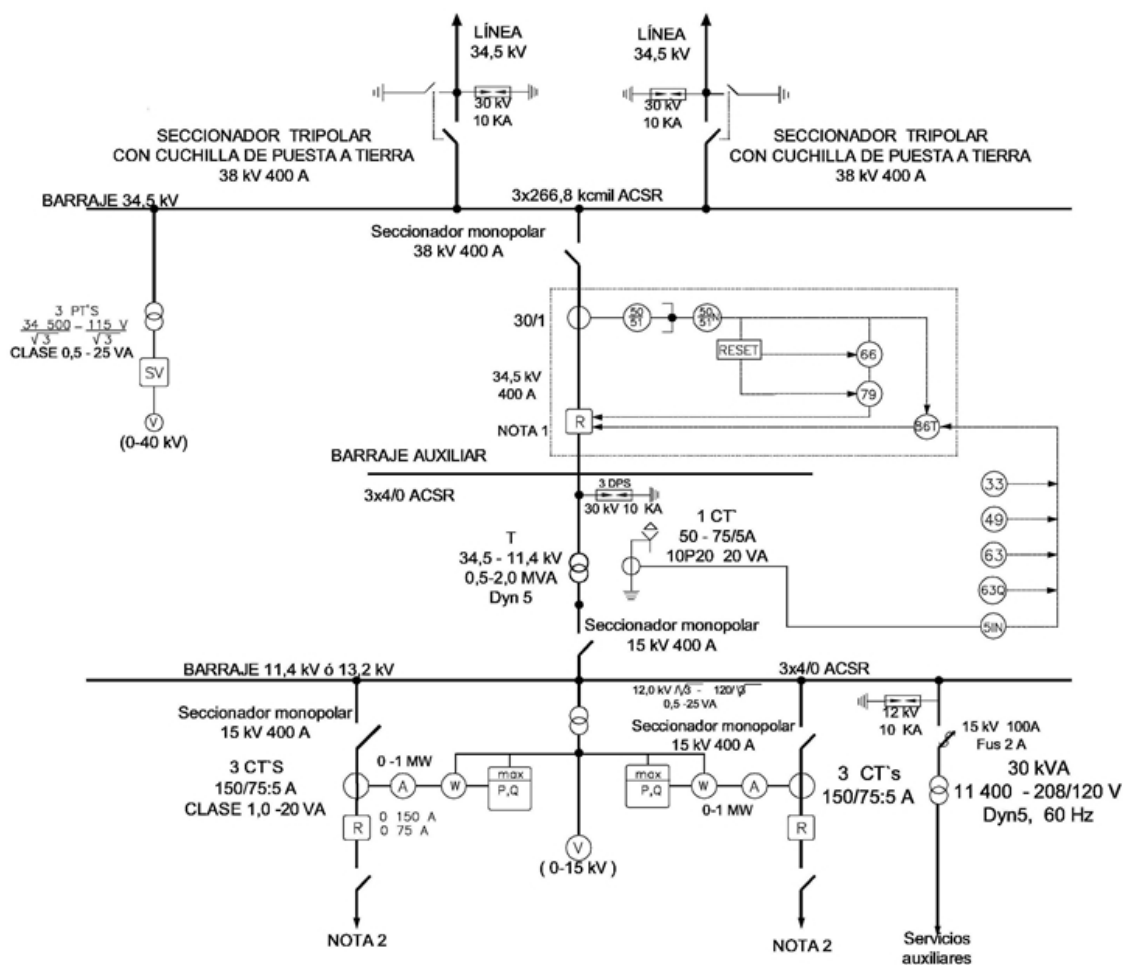 LÍNEA
34,5 kV
LÍNEA
34,5 kV
30 kV
10 KA
30 kV
10 KA
SECCIONADOR TRIPOLAR
CON CUCHILLA DE PUESTA A TIERRA
38 kV 400 A
SECCIONADOR TRIPOLAR
CON CUCHILLA DE PUESTA A TIERRA
38 kV 400 A
BARRAJE 34,5 kV
3x266,8 kcmil ACSR
Seccionador monopolar
38 kV 400 A
3 PT`S
34 500 – 115 V
√3 √3
CLASE 0,5 - 25 VA
SV
V
(0-40 kV)
30/1
50
51
50
51N
RESET
66
79
34,5 kV
400 A
R
NOTA 1
86T
BARRAJE AUXILIAR
3x4/0 ACSR
3 DPS
30 kV 10 KA
33
49
63
63Q
51N
1 CT`
50 - 75/5A
10P20 20 VA
T
34,5 - 11,4 kV
0,5-2,0 MVA
Dyn 5
Seccionador monopolar
15 kV 400 A
BARRAJE 11,4 kV ó 13,2 kV
3x4/0 ACSR
12,0 kV /√3 - 120/√3
0,5 -25 VA
Seccionador monopolar
15 kV 400 A
Seccionador monopolar
15 kV 400 A
12 kV
10 KA
15 kV 100A
Fus 2 A
3 CT`S
150/75:5 A
CLASE 1,0 -20 VA
0 -1 MW
A
W
max
P,Q
max
P,Q
W
A
0-1 MW
3 CT`s
150/75:5 A
30 kVA
11 400 - 208/120 V
Dyn5, 60 Hz
R
0 150 A
0 75 A
V
( 0-15 kV )
R
NOTA 2
NOTA 2
Servicios
auxiliares